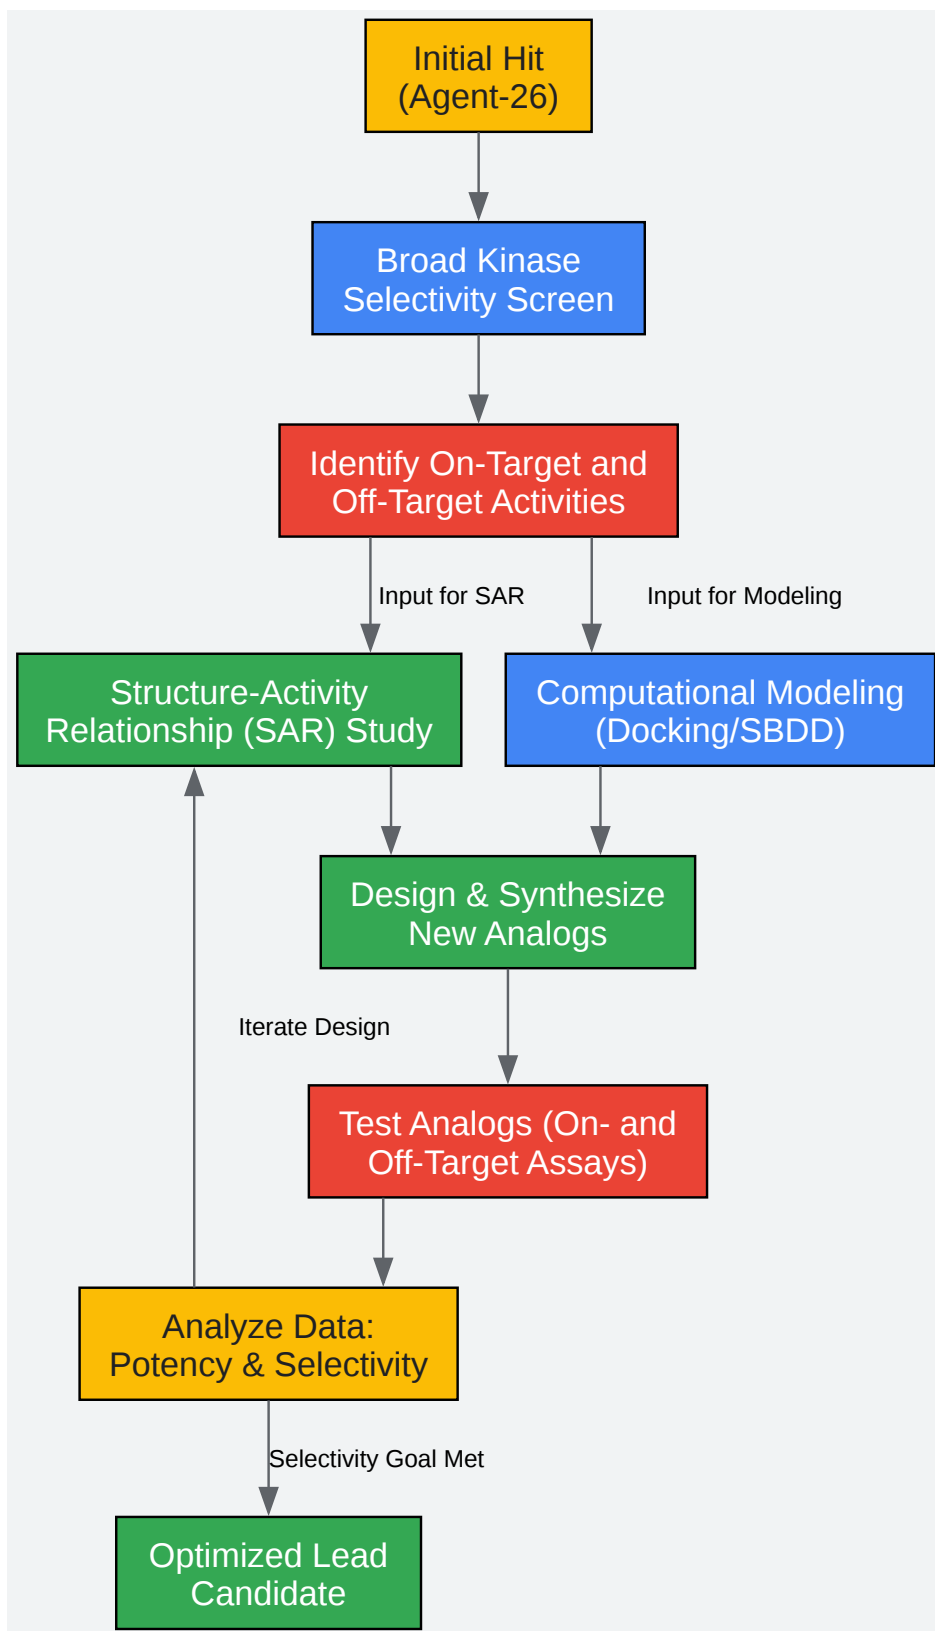 Initial Hit
(Agent-26)
Broad Kinase
Selectivity Screen
Identify On-Target and
Off-Target Activities
Input for SAR
Input for Modeling
Structure-Activity
Relationship (SAR) Study
Computational Modeling
(Docking/SBDD)
Design & Synthesize
New Analogs
Iterate Design
Test Analogs (On- and
Off-Target Assays)
Analyze Data:
Potency & Selectivity
Selectivity Goal Met
Optimized Lead
Candidate